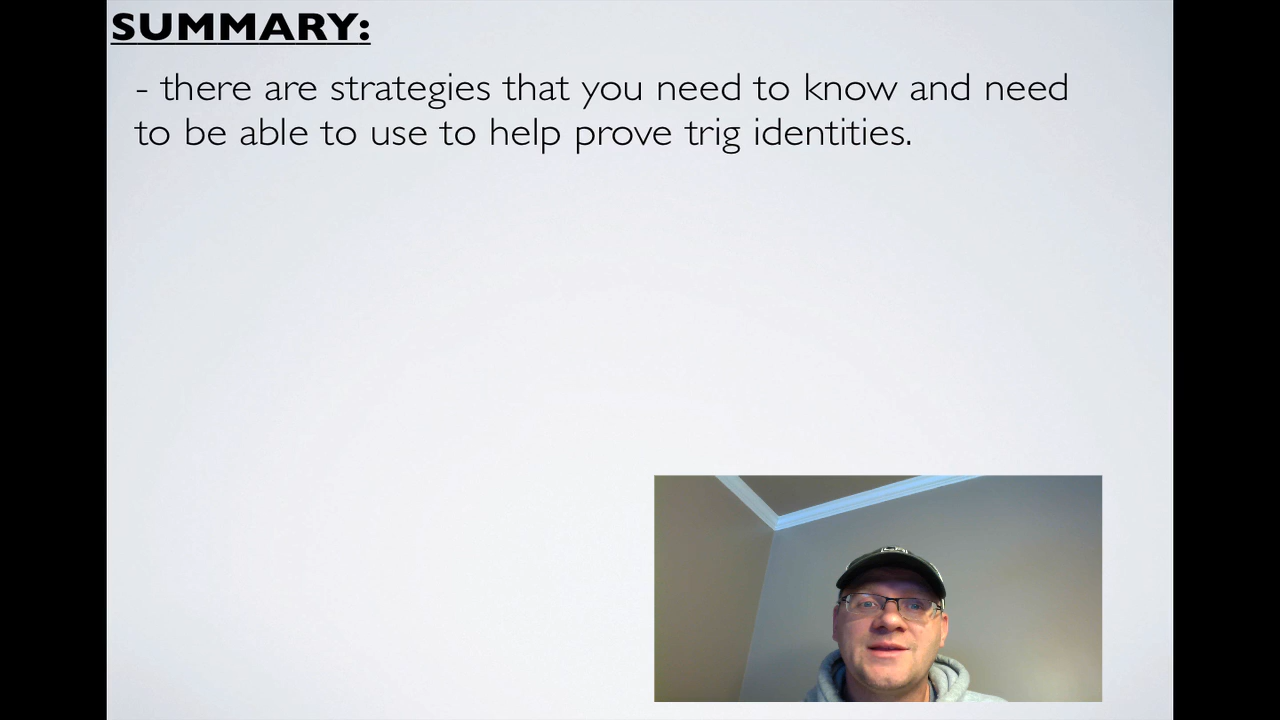 SUMMARY:
- there are strategies that you need to know and need
to be able to use to help prove trig identities.